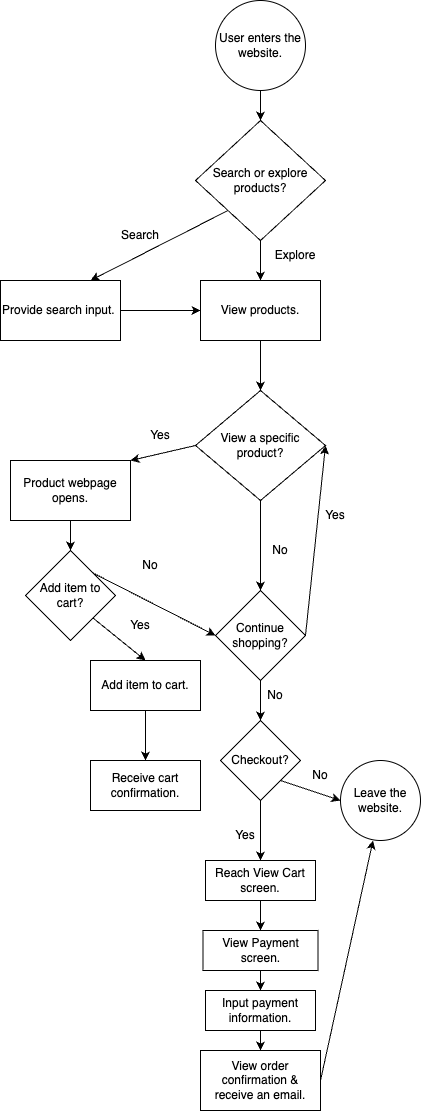 User enters the
website.
Search or explore
products?
Search
Explore
Provide search input.
View products.
View a specific
product?
Yes
Product webpage
opens.
Yes
No
No
Add item to
cart?
Continue
shopping?
Yes
Add item to cart.
No
Checkout?
Receive cart
confirmation.
No
Leave the
website.
Yes
Reach View Cart
screen.
View Payment
screen.
Input payment
information.
View order
confirmation &
receive an email.